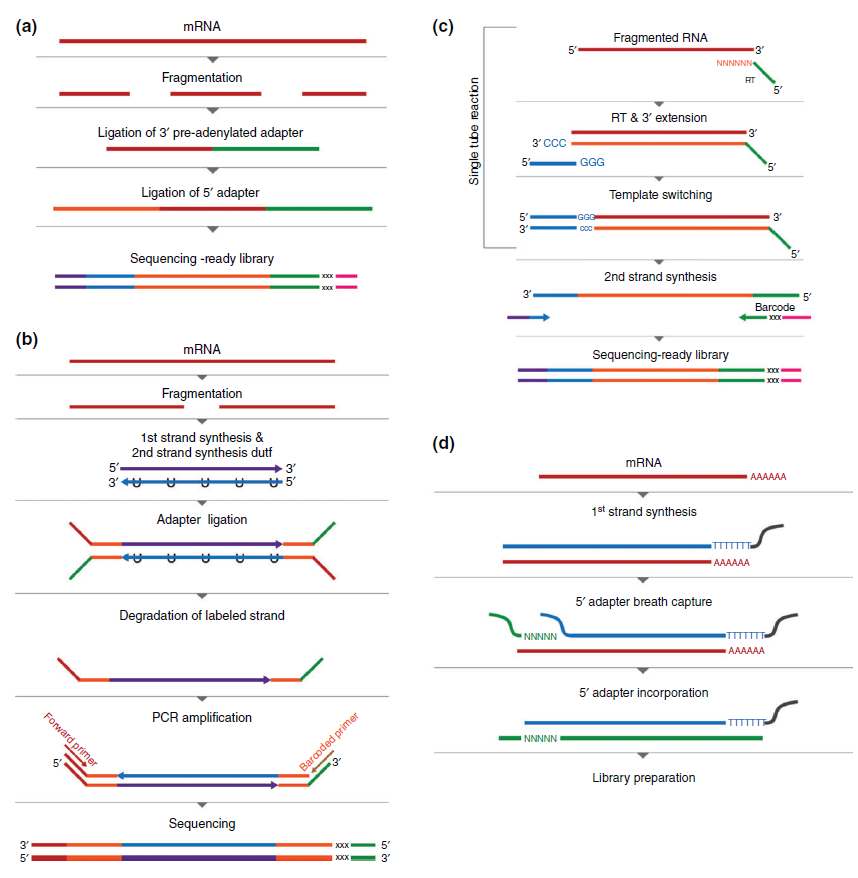 (a)
mRNA
Fragmentation
Ligation of 3′ pre-adenylated adapter
Ligation of 5′ adapter
Sequencing -ready library
xxx
xxx
(b)
mRNA
Fragmentation
1st strand synthesis &
2nd strand synthesis dutf
5′ 3′
3′ U U U U U 5′
Adapter ligation
U U U U U
Degradation of labeled strand
PCR amplification
Forward primer
Barcoded primer
5′ 3′
Sequencing
3′ xxx 5′
5′ xxx 3′
(c)
Single tube reaction
Fragmented RNA
5′ 3′
NNNNNN
RT
5′
RT & 3′ extension
3′
3′ CCC
5′ GGG
5′
Template switching
5′ GGG 3′
3′ CCC
5′
2nd strand synthesis
3′ 5′
Barcode
xxx
Sequencing-ready library
xxx
xxx
(d)
mRNA
AAAAAA
1st strand synthesis
TTTTTTT
AAAAAA
5′ adapter breath capture
NNNNN TTTTTTT
AAAAAA
5′ adapter incorporation
TTTTTTT
NNNNN
Library preparation